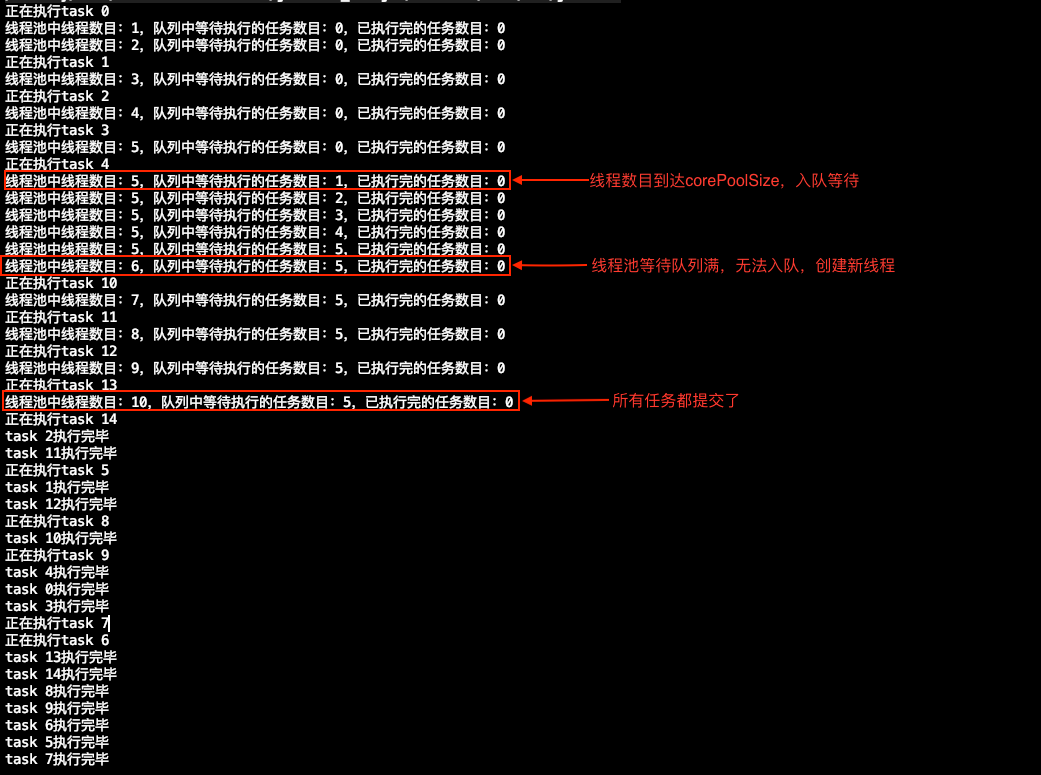 正在执行task 0
线程池中线程数目：1，队列中等待执行的任务数目：0，已执行完的任务数目：0
线程池中线程数目：2，队列中等待执行的任务数目：0，已执行完的任务数目：0
正在执行task 1
线程池中线程数目：3，队列中等待执行的任务数目：0，已执行完的任务数目：0
正在执行task 2
线程池中线程数目：4，队列中等待执行的任务数目：0，已执行完的任务数目：0
正在执行task 3
线程池中线程数目：5，队列中等待执行的任务数目：0，已执行完的任务数目：0
正在执行task 4
线程池中线程数目：5，队列中等待执行的任务数目：1，已执行完的任务数目：0
线程数目到达corePoolSize，入队等待
线程池中线程数目：5，队列中等待执行的任务数目：2，已执行完的任务数目：0
线程池中线程数目：5，队列中等待执行的任务数目：3，已执行完的任务数目：0
线程池中线程数目：5，队列中等待执行的任务数目：4，已执行完的任务数目：0
线程池中线程数目：5，队列中等待执行的任务数目：5，已执行完的任务数目：0
线程池中线程数目：6，队列中等待执行的任务数目：5，已执行完的任务数目：0
线程池等待队列满，无法入队，创建新线程
正在执行task 10
线程池中线程数目：7，队列中等待执行的任务数目：5，已执行完的任务数目：0
正在执行task 11
线程池中线程数目：8，队列中等待执行的任务数目：5，已执行完的任务数目：0
正在执行task 12
线程池中线程数目：9，队列中等待执行的任务数目：5，已执行完的任务数目：0
正在执行task 13
线程池中线程数目：10，队列中等待执行的任务数目：5，已执行完的任务数目：0
所有任务都提交了
正在执行task 14
task 2执行完毕
task 11执行完毕
正在执行task 5
task 1执行完毕
task 12执行完毕
正在执行task 8
task 10执行完毕
正在执行task 9
task 4执行完毕
task 0执行完毕
task 3执行完毕
正在执行task 7
正在执行task 6
task 13执行完毕
task 14执行完毕
task 8执行完毕
task 9执行完毕
task 6执行完毕
task 5执行完毕
task 7执行完毕